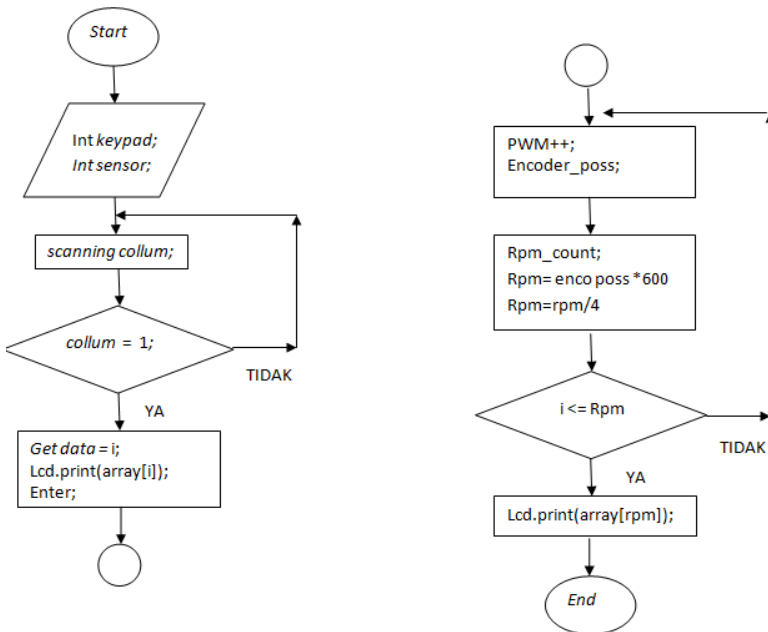 Start
Int keypad;
Int sensor;
scanning collum;
collum = 1;
TIDAK
YA
Get data = i;
Lcd.print(array[i]);
Enter;
PWM++;
Encoder_poss;
Rpm_count;
Rpm= enco poss *600
Rpm=rpm/4
i <= Rpm
TIDAK
YA
Lcd.print(array[rpm]);
End